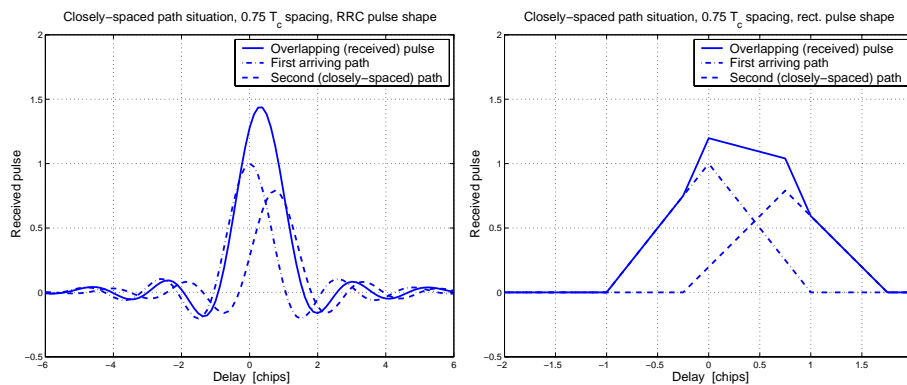 Closely−spaced path situation, 0.75 T_c spacing, RRC pulse shape
2
1.5
1
0.5
0
−0.5
Received pulse
Overlapping (received) pulse
First arriving path
Second (closely−spaced) path
−6
−4
−2
0
2
4
6
Delay [chips]
Closely−spaced path situation, 0.75 T_c spacing, rect. pulse shape
2
1.5
1
0.5
0
−0.5
Received pulse
Overlapping (received) pulse
First arriving path
Second (closely−spaced) path
−2
−1.5
−1
−0.5
0
0.5
1
1.5
Delay [chips]